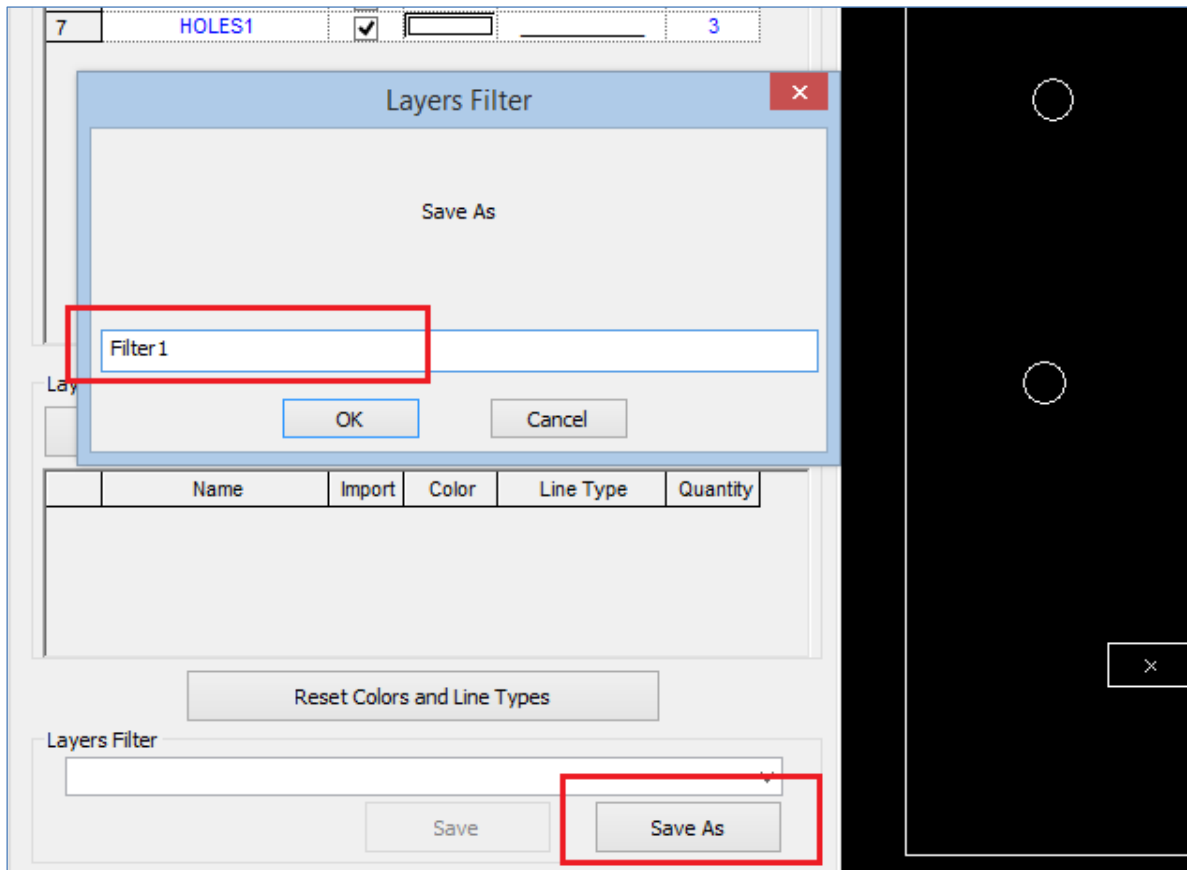 7 HOLES1 3
Layers Filter
Save As
Filter1
Lay
OK Cancel
Name Import Color Line Type Quantity
Reset Colors and Line Types
Layers Filter
Save Save As